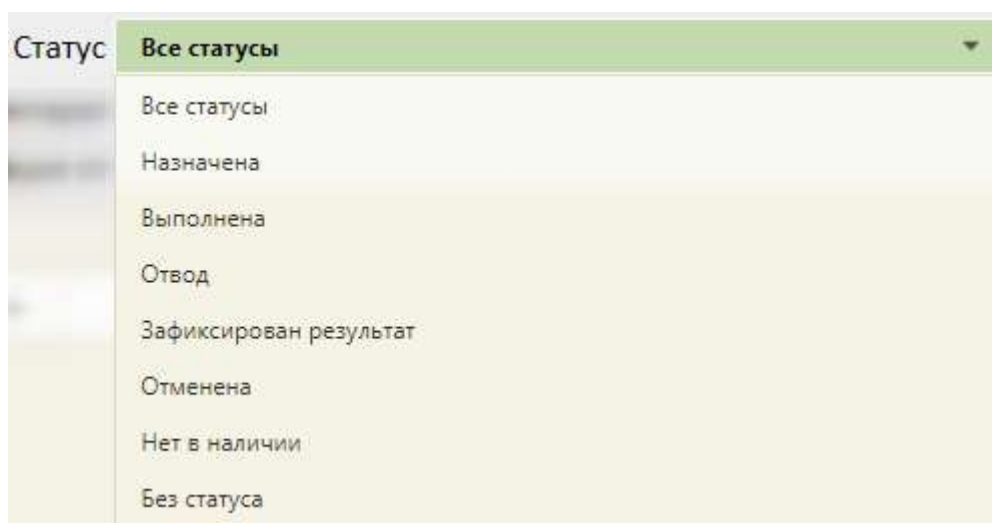 Статус Все статусы
Все статусы
Назначена
Выполнена
Отвод
Зафиксирован результат
Отменена
Нет в наличии
Без статуса